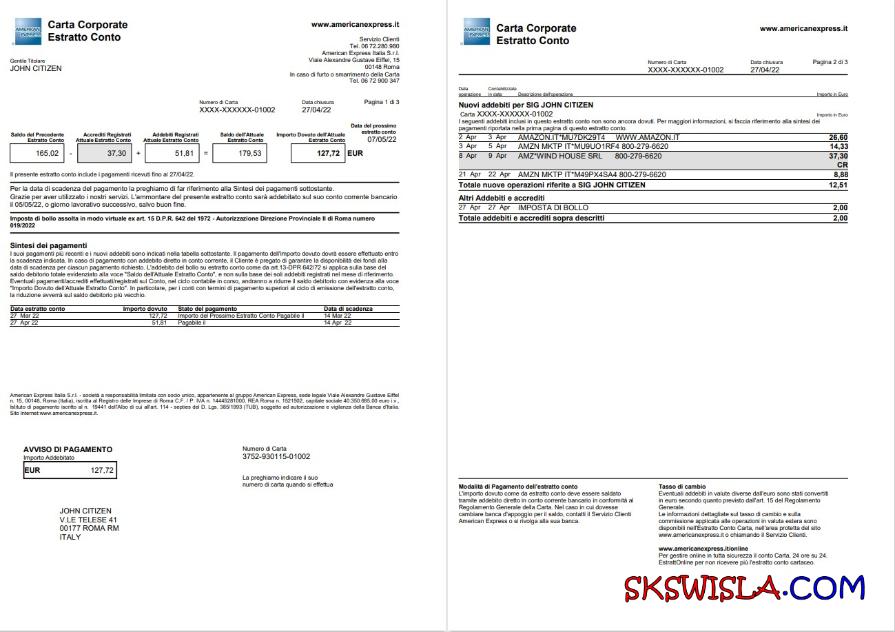 AMERICAN EXPRESS
Carta Corporate
Estratto Conto
www.americanexpress.it
Servizio Clienti
Tel. 06 72.280.980
American Express Italia S.r.l.
Viale Alexandre Gustave Eiffel, 15
00148 Roma
In caso di furto o smarrimento della Carta
Tel. 06 72 900 347
Gentile Titolare
JOHN CITIZEN
Numero di Carta
XXXX-XXXXXX-01002
Data chiusura
27/04/22
Pagina 1 di 3
Data del prossimo
estratto conto
07/05/22
Saldo del Precedente
Estratto Conto
165,02
-
Accrediti Registrati
Attuale Estratto Conto
37,30
+
Addebiti Registrati
Attuale Estratto Conto
51,81
=
Saldo dell'Attuale
Estratto Conto
179,53
Importo Dovuto dell'Attuale
Estratto Conto
127,72 EUR
Il presente estratto conto include i pagamenti ricevuti fino al 27/04/22.
Per la data di scadenza del pagamento la preghiamo di far riferimento alla Sintesi dei pagamenti sottostante.
Grazie per aver utilizzato i nostri servizi. L'ammontare del presente estratto conto sarà addebitato sul suo conto corrente bancario
il 05/05/22, o giorno lavorativo successivo, salvo buon fine.
Imposta di bollo assolta in modo virtuale ex art. 15 D.P.R. 642 del 1972 - Autorizzazione Direzione Provinciale II di Roma numero
019/2022
Sintesi dei pagamenti
I suoi pagamenti più recenti e i nuovi addebiti sono indicati nella tabella sottostante. Il pagamento dell'importo dovuto dovrà essere effettuato entro
la scadenza indicata. In caso di pagamento con addebito diretto in conto corrente, il Cliente è pregato di garantire la disponibilità dei fondi alla
data di scadenza per ciascun pagamento richiesto. L'addebito del bollo su estratto conto come da art.13-DPR 642/72 si applica sulla base del
saldo debitorio totale evidenziato alla voce "Saldo dell'Attuale Estratto Conto", e non sulla base dei soli addebiti registrati nel mese di riferimento.
Eventuali pagamenti/accrediti effettuati/registrati sul Conto, nel ciclo contabile in corso, andranno a ridurre il saldo debitorio con evidenza alla voce
"Importo Dovuto dell'Attuale Estratto Conto". In particolare, per i conti con termini di pagamento superiori al ciclo di emissione dell'estratto conto,
la riduzione avverrà sul saldo debitorio più vecchio.
Data estratto conto Importo dovuto Stato del pagamento Data di scadenza
27 Mar 22 127,72 Importo del Prossimo Estratto Conto Pagabile il 14 Mar 22
27 Apr 22 51,81 Pagabile il 14 Apr 22
American Express Italia S.r.l. - società a responsabilità limitata con socio unico, appartenente al gruppo American Express, sede legale Viale Alexandre Gustave Eiffel
n. 15, 00148, Roma (Italia), iscritta al Registro delle Imprese di Roma C.F. / P. IVA n. 14445281000, REA Roma n. 1521502, capitale sociale 40.350.665,00 euro i.v.,
Istituto di pagamento iscritto al n. 19441 dell'Albo di cui all'art. 114 - septies del D. Lgs. 385/1993 (TUB), soggetto ad autorizzazione e vigilanza della Banca d'Italia.
Sito Internet www.americanexpress.it.
AVVISO DI PAGAMENTO
Importo Addebitato
EUR 127,72
Numero di Carta
3752-930115-01002
La preghiamo indicare il suo
numero di carta quando si effettua
JOHN CITIZEN
V.LE TELESE 41
00177 ROMA RM
ITALY
AMERICAN EXPRESS
Carta Corporate
Estratto Conto
www.americanexpress.it
Numero di Carta
XXXX-XXXXXX-01002
Data chiusura
27/04/22
Pagina 2 di 3
Data
operazione
Contabilizzata
in data
Descrizione dell'operazione
Importo in Euro
Nuovi addebiti per SIG JOHN CITIZEN
Carta XXXX-XXXXXX-01002
Importo in Euro
I seguenti addebiti inclusi in questo estratto conto non sono ancora dovuti. Per maggiori informazioni, si faccia riferimento alla sintesi dei
pagamenti riportata nella prima pagina di questo estratto conto.
2 Apr 3 Apr AMAZON.IT*MU7DK29T4 WWW.AMAZON.IT 26,60
3 Apr 5 Apr AMZN MKTP IT*MU9UO1RF4 800-279-6620 14,33
8 Apr 9 Apr AMZ*WIND HOUSE SRL 800-279-6620 37,30
CR
21 Apr 22 Apr AMZN MKTP IT*M49PX4SA4 800-279-6620 8,88
Totale nuove operazioni riferite a SIG JOHN CITIZEN 12,51
Altri Addebiti e accrediti
27 Apr 27 Apr IMPOSTA DI BOLLO 2,00
Totale addebiti e accrediti sopra descritti 2,00
Modalità di Pagamento dell'estratto conto
L'importo dovuto come da estratto conto deve essere saldato
tramite addebito diretto in conto corrente bancario in conformità al
Regolamento Generale della Carta. Nel caso in cui dovesse
cambiare banca d'appoggio per il saldo, contatti il Servizio Clienti
American Express o si rivolga alla sua banca.
Tasso di cambio
Eventuali addebiti in valute diverse dall'euro sono stati convertiti
in euro secondo quanto previsto dall'art. 15 del Regolamento
Generale.
Le informazioni dettagliate sul tasso di cambio e sulla
commissione applicata alle operazioni in valuta estera sono
disponibili nell'Estratto Conto Carta, nell'area protetta del sito
www.americanexpress.it o chiamando il Servizio Clienti.
www.americanexpress.it/online
Per gestire online in tutta sicurezza il conto Carta, 24 ore su 24.
EstrattOnline per non ricevere più l'estratto conto cartaceo.
SKSWISLA.COM